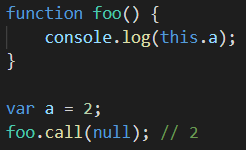 function foo() {
    console.log(this.a);
}

var a = 2;
foo.call(null); // 2